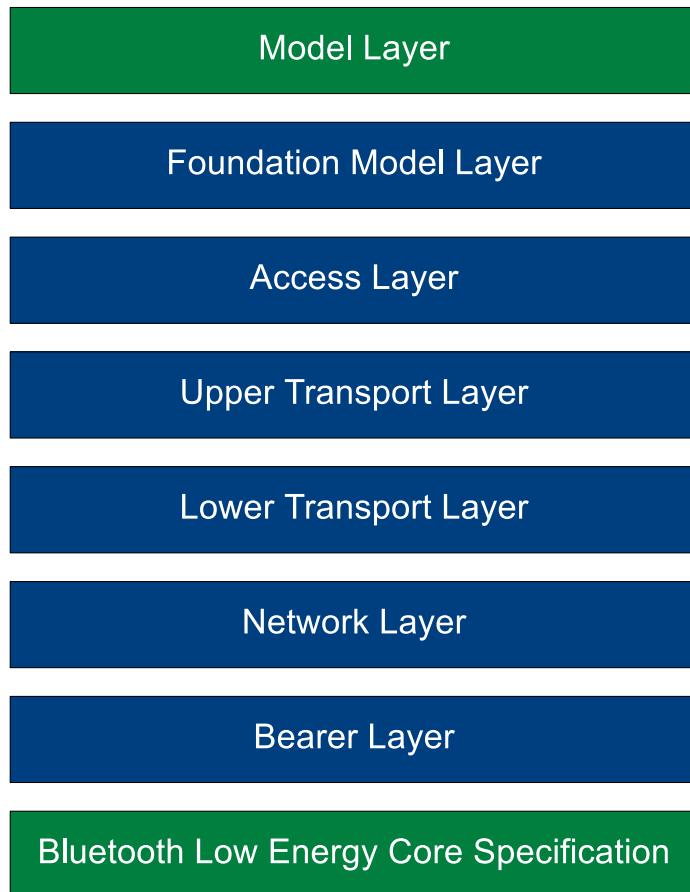 Model Layer
Foundation Model Layer
Access Layer
Upper Transport Layer
Lower Transport Layer
Network Layer
Bearer Layer
Bluetooth Low Energy Core Specification